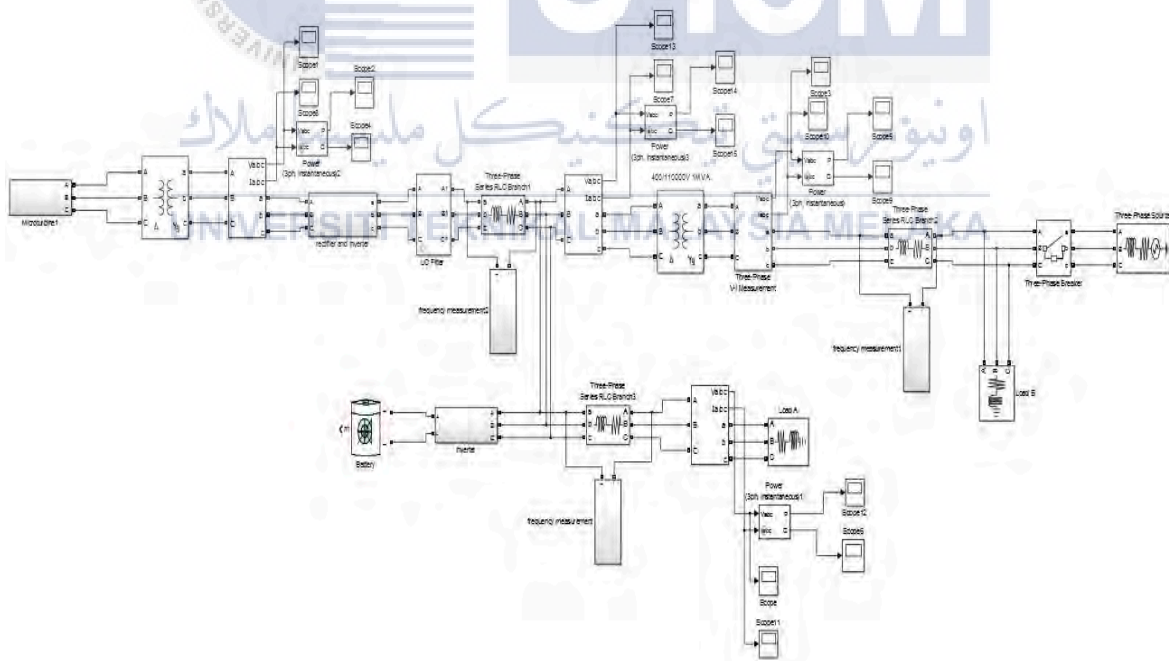 UTeM
اونيورسيتي تيكنيكل مليسيا ملاك
UNIVERSITI TEKNIKAL MALAYSIA MELAKA
Scope1
Scope2
Scope13
Scope14
Scope3
Scope7
Scope4
Scope15
Scope9
Vabc
Iabc
P
Q
Power
(3ph, Instantaneous)2
Power
(3ph, Instantaneous)3
Power
(3ph, Instantaneous)
Microturbine1
A
B
C
rectifier and inverter
LC Filter
Three-Phase
Series RLC Branch1
400/11000V 1MVA
Three-Phase
V-I Measurement
Three-Phase
Series RLC Branch2
Three-Phase Breaker
Three-Phase Source
frequency measurement2
frequency measurement1
Load B
Three-Phase
Series RLC Branch3
Battery
Inverter
Load A
frequency measurement
Power
(3ph, Instantaneous)1
Scope12
Scope
Scope11